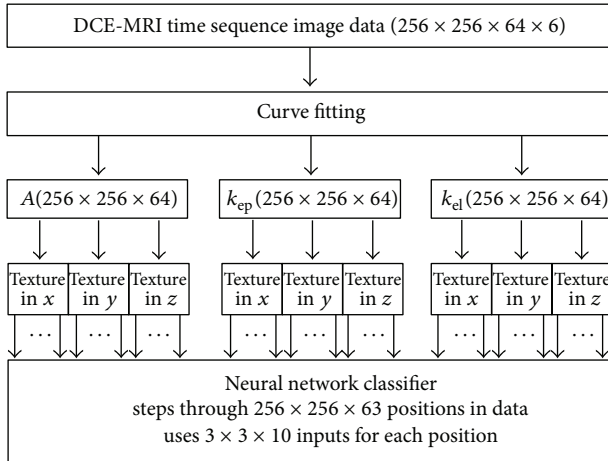 DCE-MRI time sequence image data (256 × 256 × 64 × 6)
Curve fitting
A(256 × 256 × 64) k_ep(256 × 256 × 64) k_el(256 × 256 × 64)
Texture Texture Texture Texture Texture Texture Texture Texture Texture
in x in y in z in x in y in z in x in y in z
... ... ... ... ... ... ... ... ...
Neural network classifier
steps through 256 × 256 × 63 positions in data
uses 3 × 3 × 10 inputs for each position